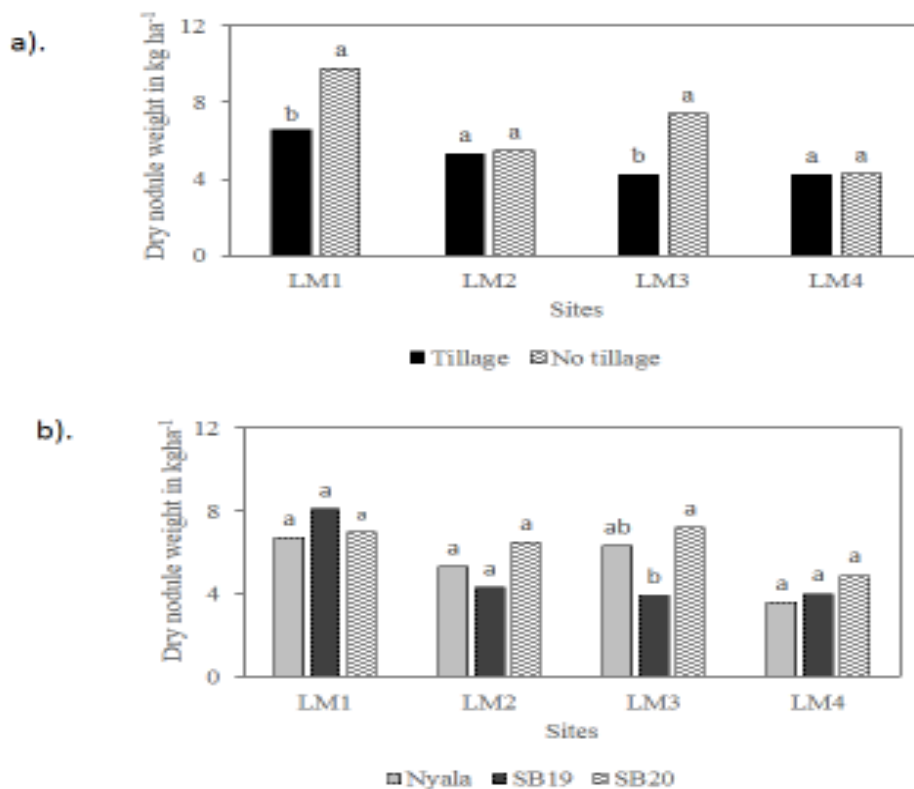 a).
Dry nodule weight in kg ha-1
12
8
4
0
b a
a a
b a
a a
LM1 LM2 LM3 LM4
Sites
Tillage No tillage
b).
Dry nodule weight in kgha-1
12
8
4
0
a a a
a a a
ab b a
a a a
LM1 LM2 LM3 LM4
Sites
Nyala SB19 SB20